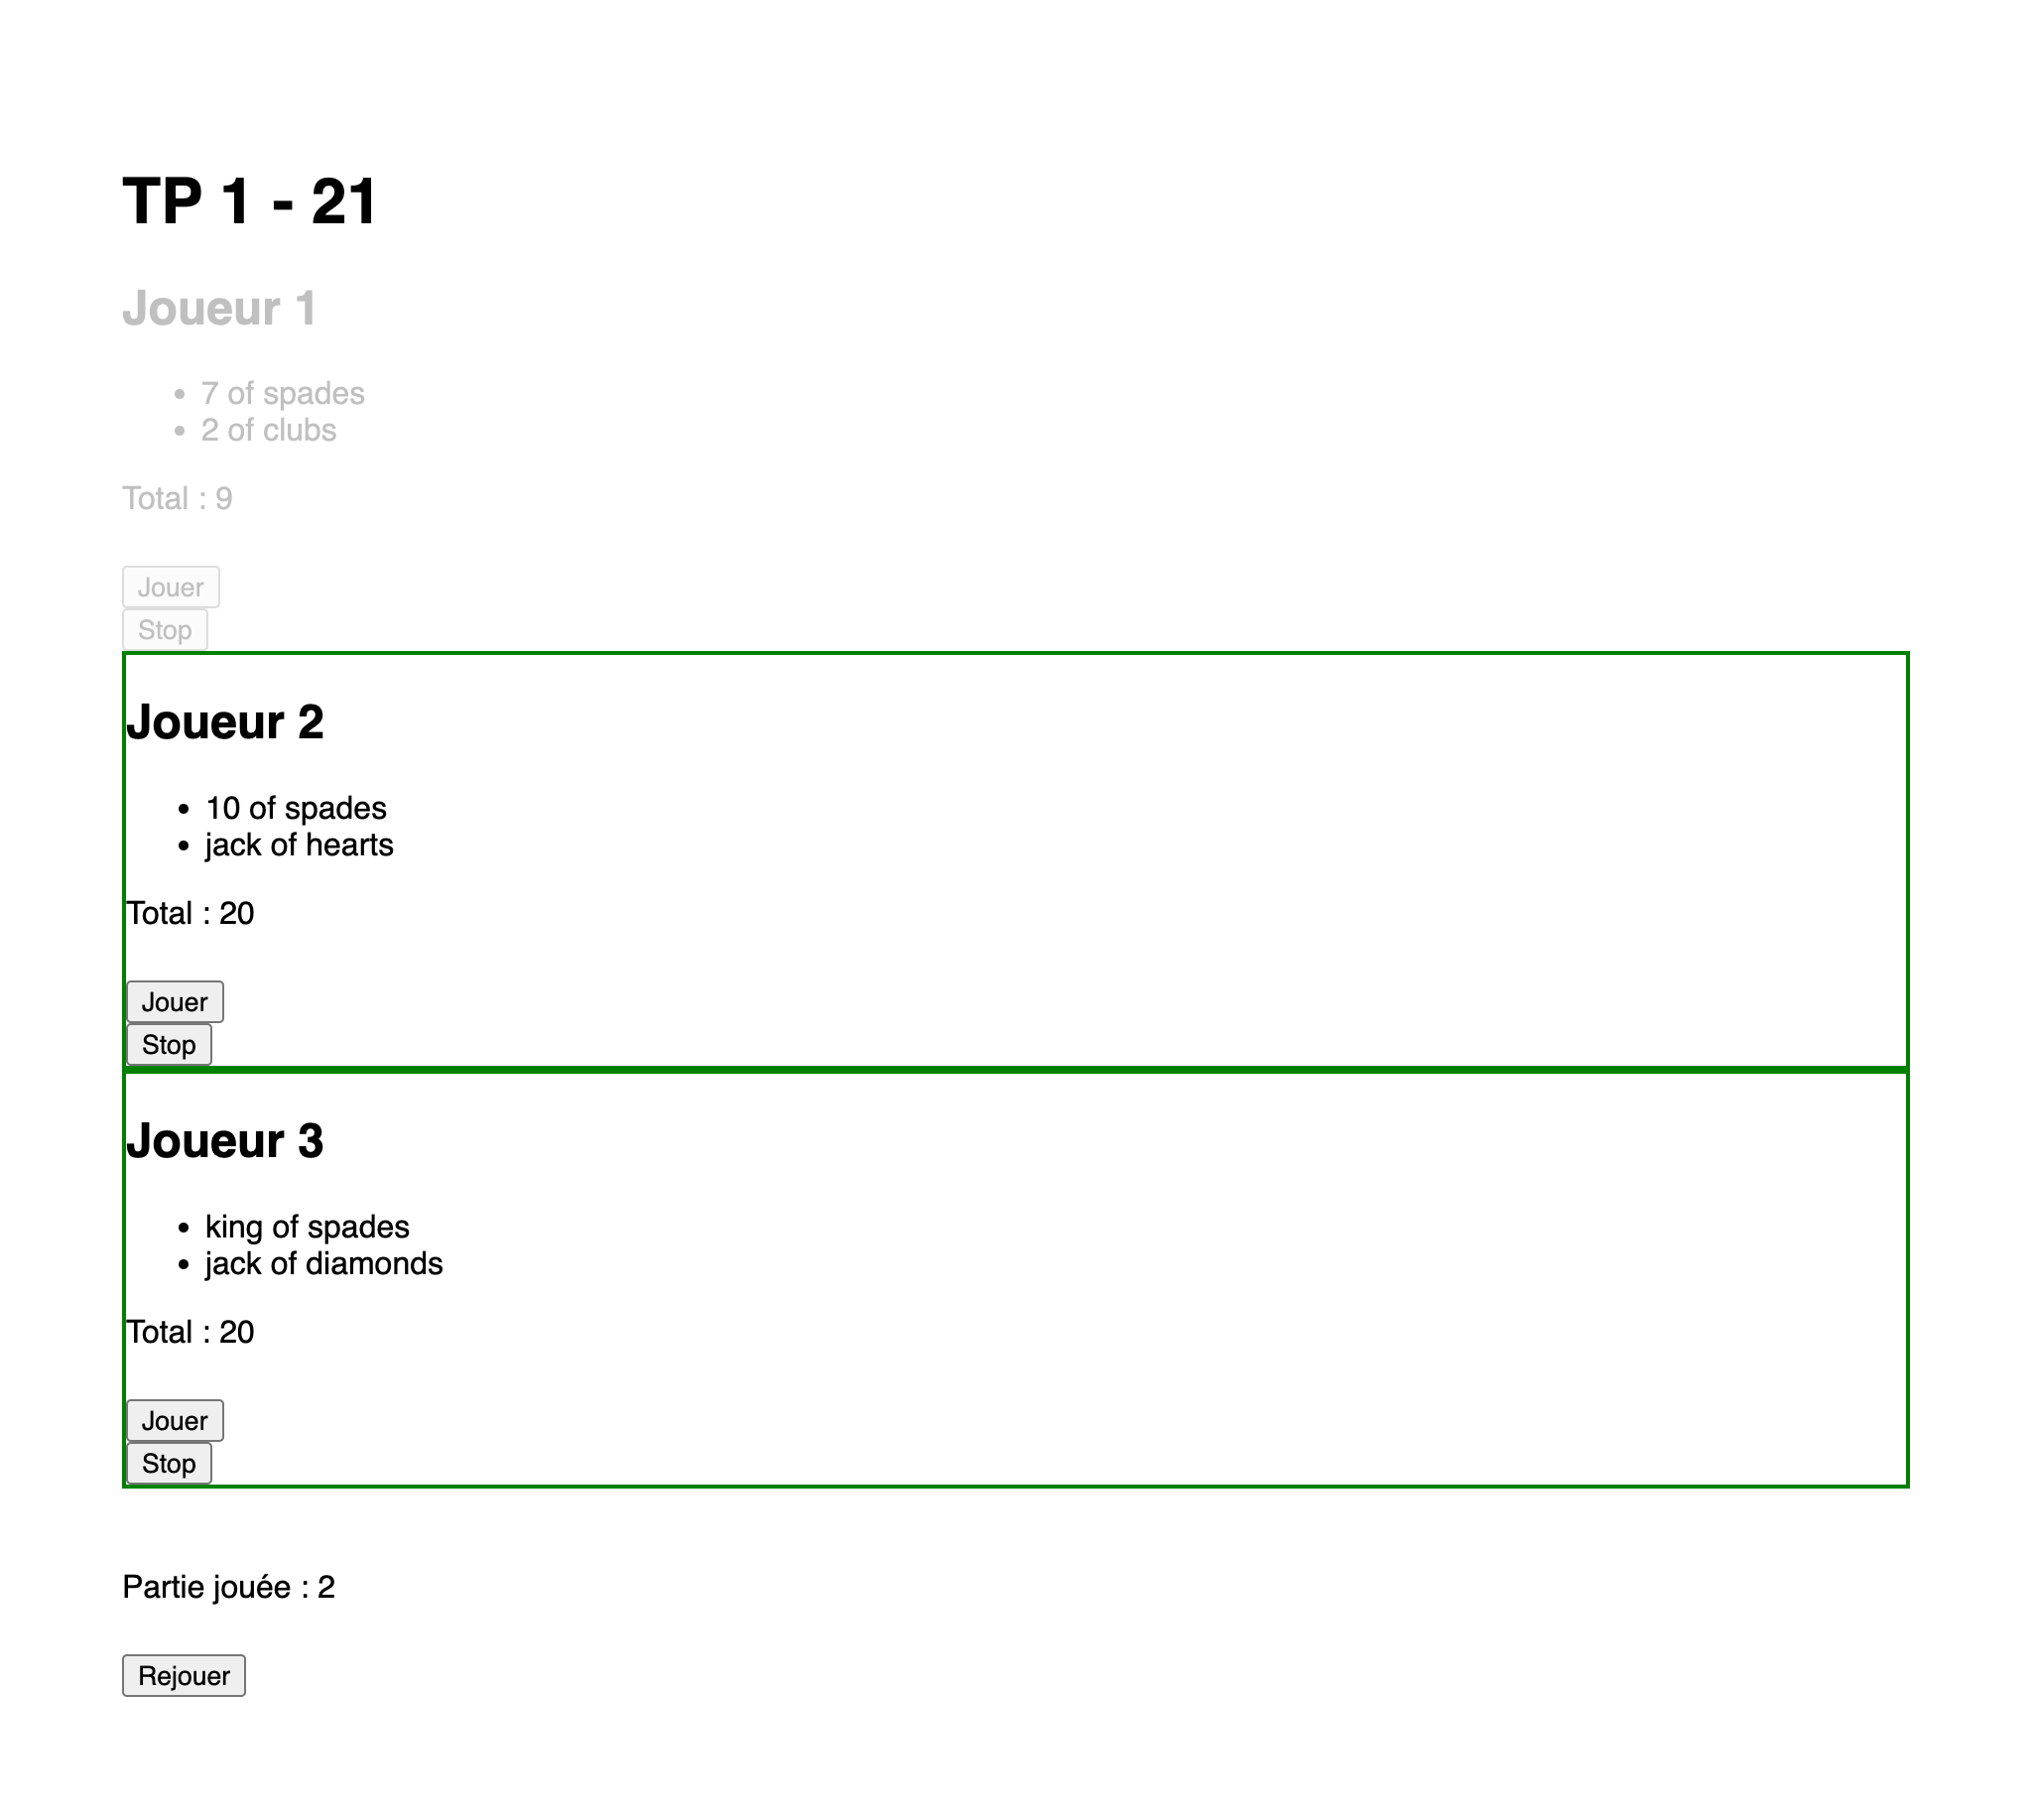 TP 1 - 21
Joueur 1
7 of spades
2 of clubs
Total : 9
Jouer
Stop
Joueur 2
10 of spades
jack of hearts
Total : 20
Jouer
Stop
Joueur 3
king of spades
jack of diamonds
Total : 20
Jouer
Stop
Partie jouée : 2
Rejouer